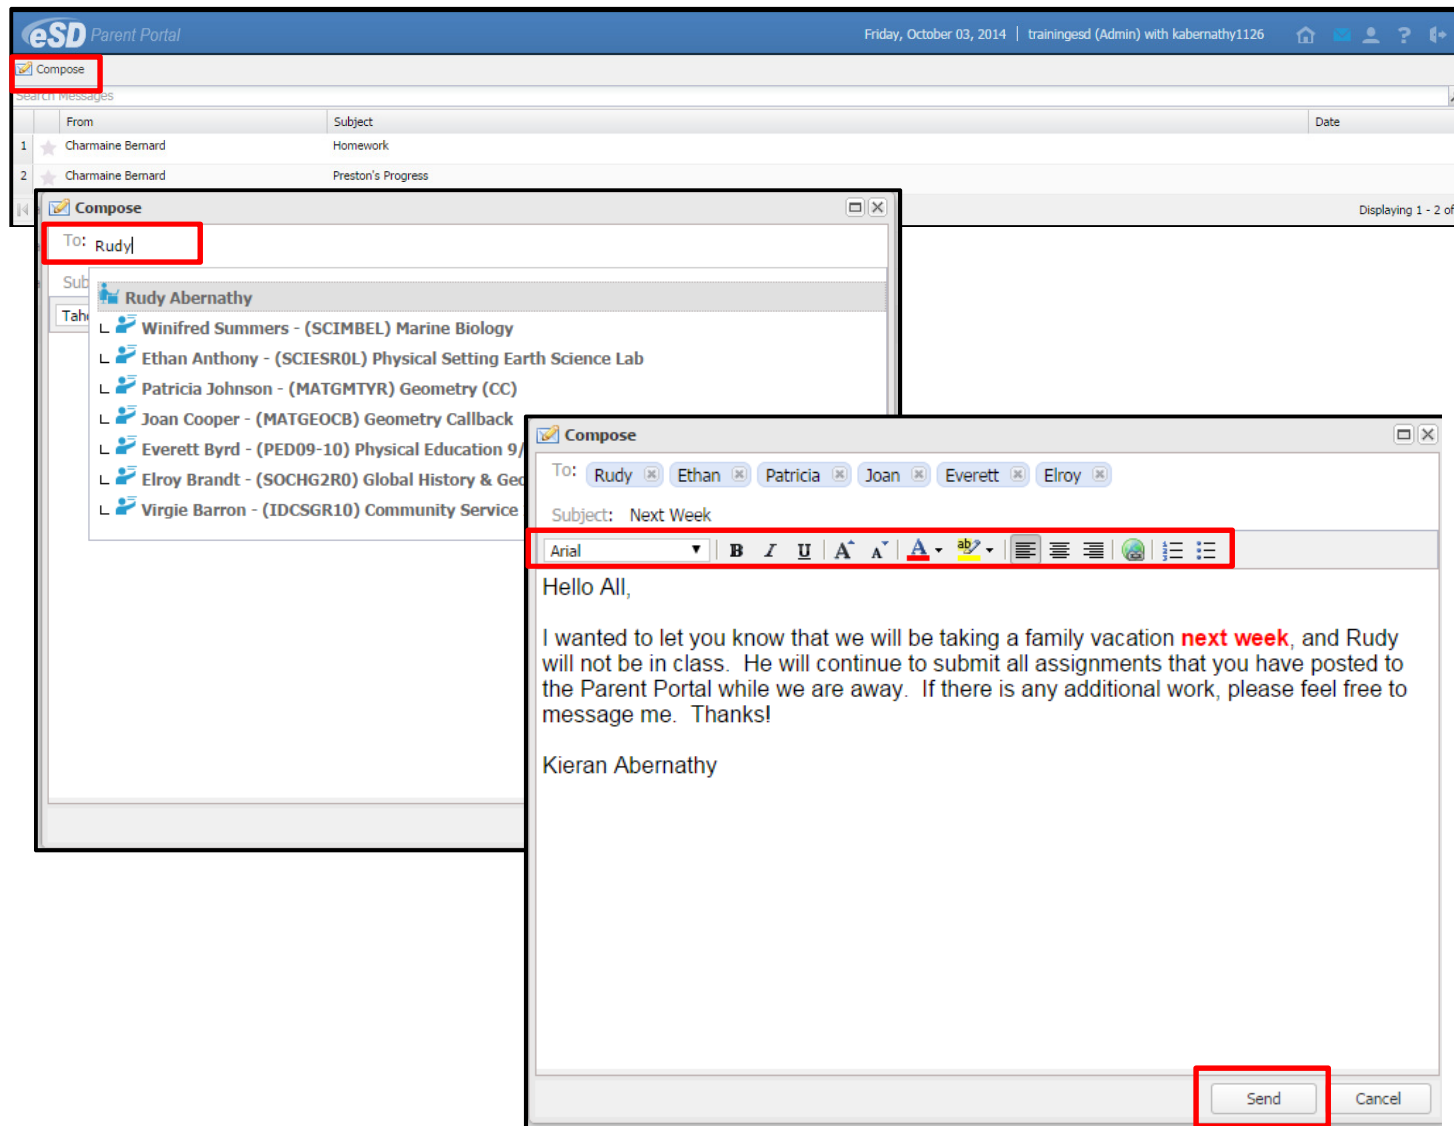 eSD Parent Portal
Friday, October 03, 2014 | trainingesd (Admin) with kabernathy1126
Compose
Search Messages
From Subject Date
1 Charmaine Bernard Homework
2 Charmaine Bernard Preston's Progress
Displaying 1 - 2 of
Compose
To: Rudy
Sub
Rudy Abernathy
Tah
Winifred Summers - (SCIMBEL) Marine Biology
Ethan Anthony - (SCIESR0L) Physical Setting Earth Science Lab
Patricia Johnson - (MATGMTYR) Geometry (CC)
Joan Cooper - (MATGEOCB) Geometry Callback
Everett Byrd - (PED09-10) Physical Education 9/
Elroy Brandt - (SOCHG2R0) Global History & Geo
Virgie Barron - (IDCSGR10) Community Service
Compose
To: Rudy Ethan Patricia Joan Everett Elroy
Subject: Next Week
Arial B I U A A A ab
Hello All,
I wanted to let you know that we will be taking a family vacation next week, and Rudy
will not be in class. He will continue to submit all assignments that you have posted to
the Parent Portal while we are away. If there is any additional work, please feel free to
message me. Thanks!
Kieran Abernathy
Send Cancel